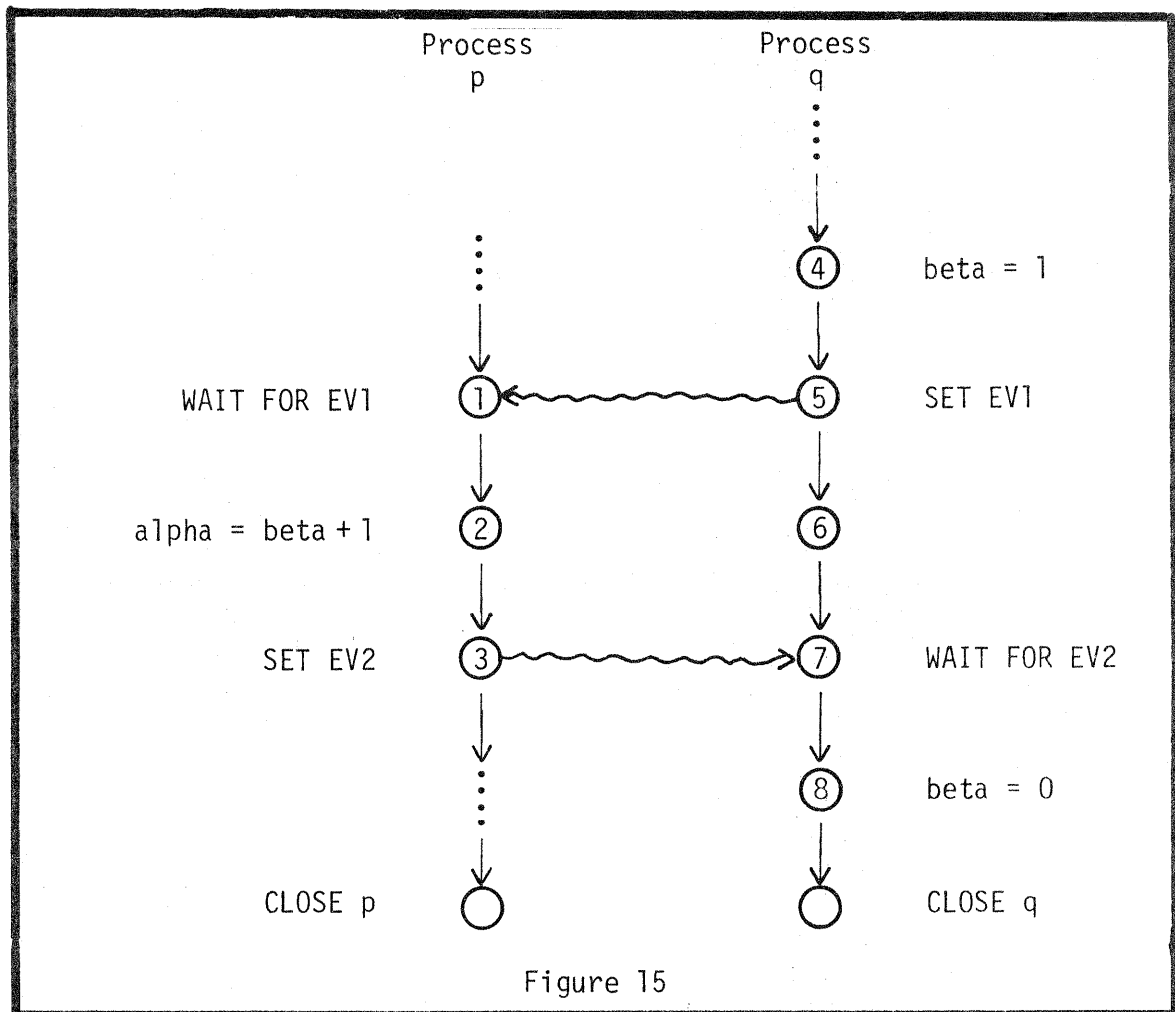 Process Process
p q
4 beta = 1
WAIT FOR EV1 1 5 SET EV1
alpha = beta + 1 2 6
SET EV2 3 7 WAIT FOR EV2
8 beta = 0
CLOSE p CLOSE q
Figure 15